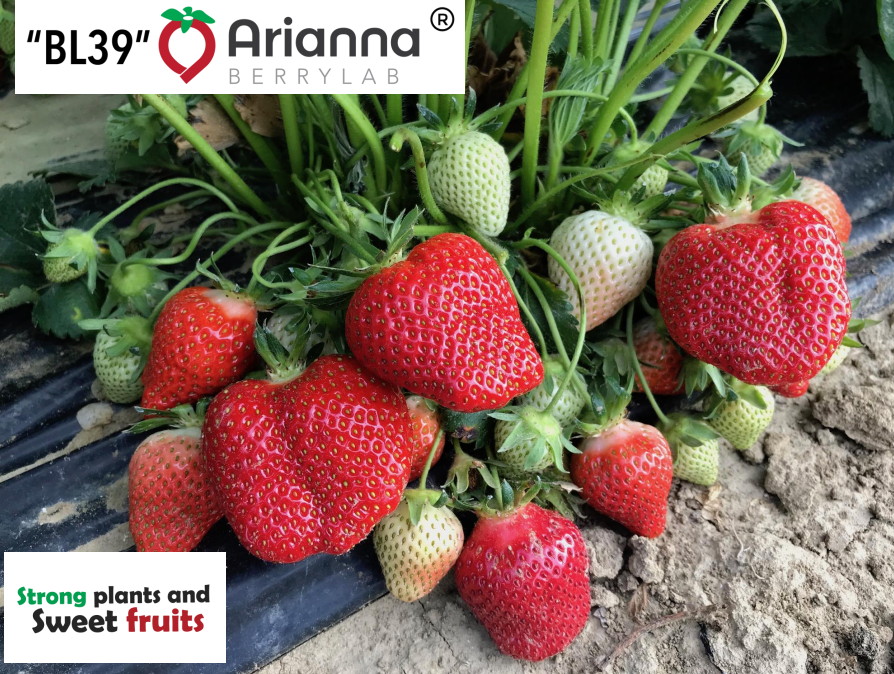 "BL39" Arianna ®
BERRYLAB
Strong plants and
Sweet fruits